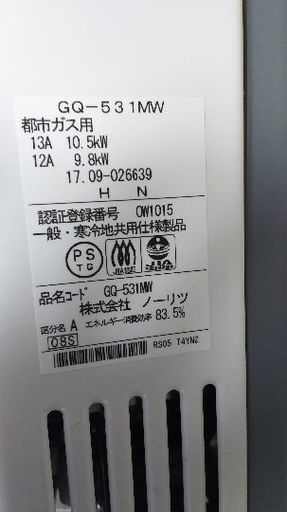 GQ-531MW
都市ガス用
13A 10.5kW
12A 9.8kW
17.09-026639
H N
認証登録番号 OW1015
一般・寒冷地共用仕様製品
PS
TG
JIA
品名コード GQ-531MW
株式会社 ノーリツ
区分名 A エネルギー消費効率 83.5%
08S
RS05 T4YNZ